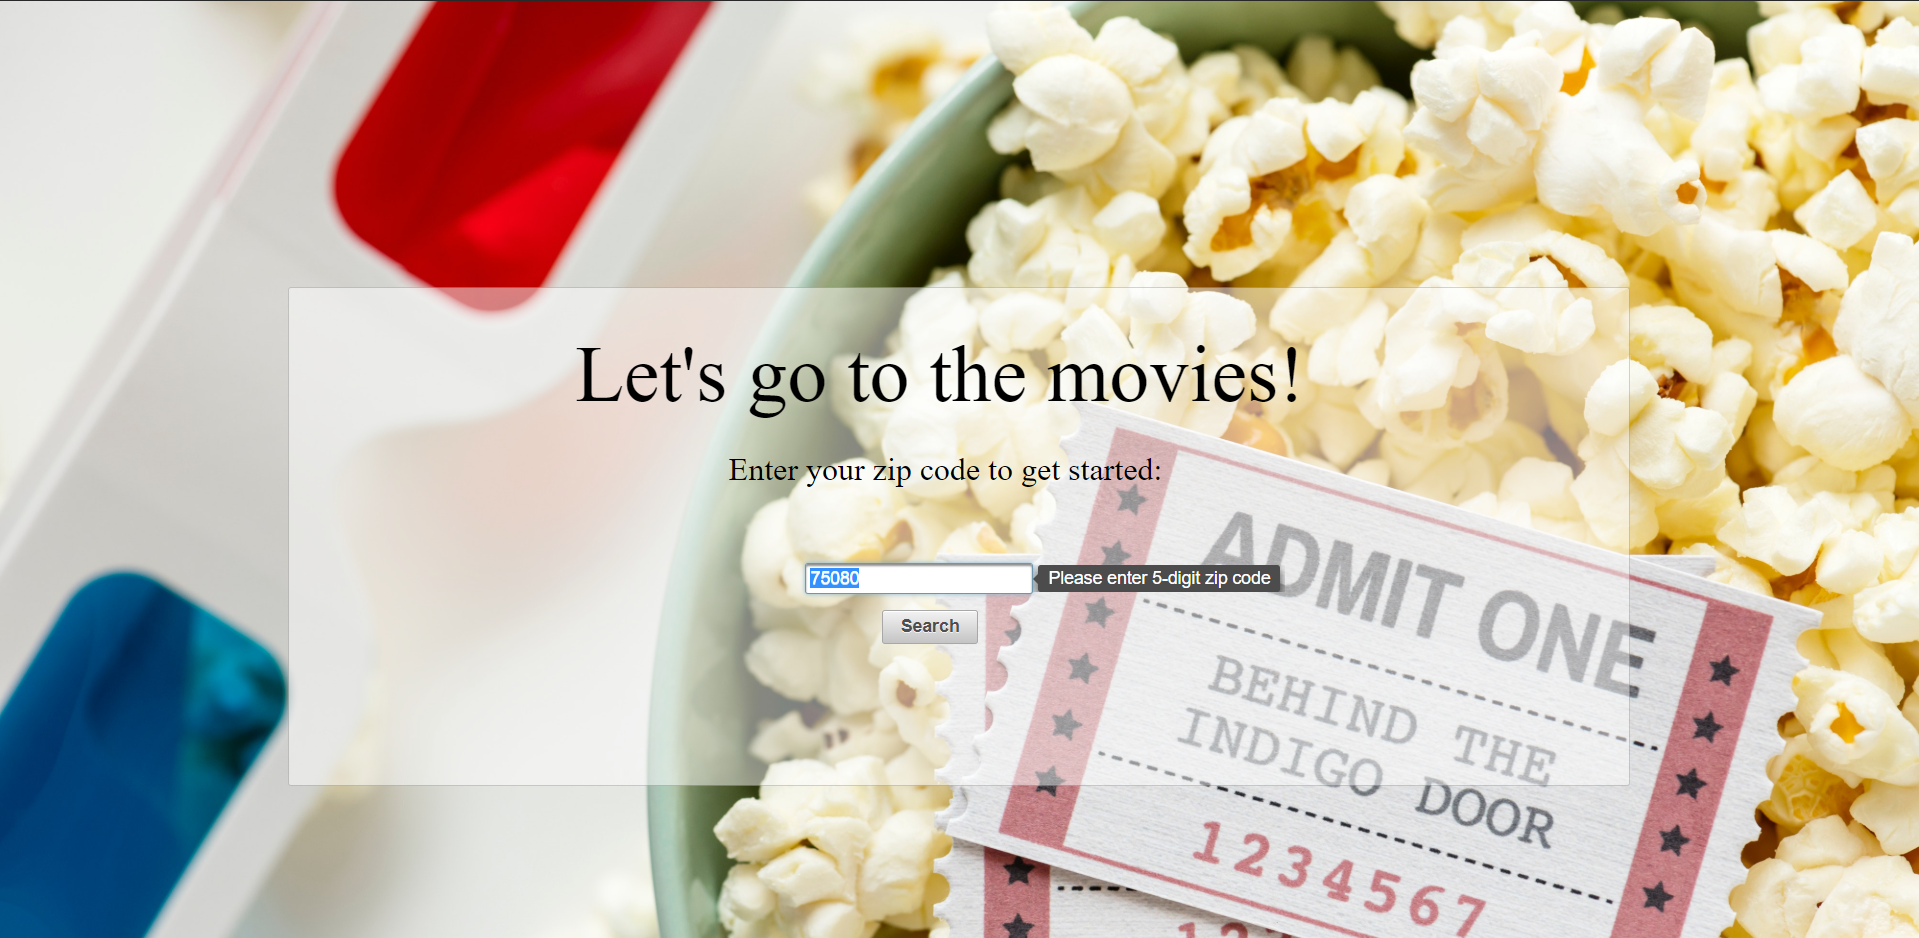 Let's go to the movies!
Enter your zip code to get started:
75080
Please enter 5-digit zip code
Search
ADMIT ONE
BEHIND THE
INDIGO DOOR
1234567